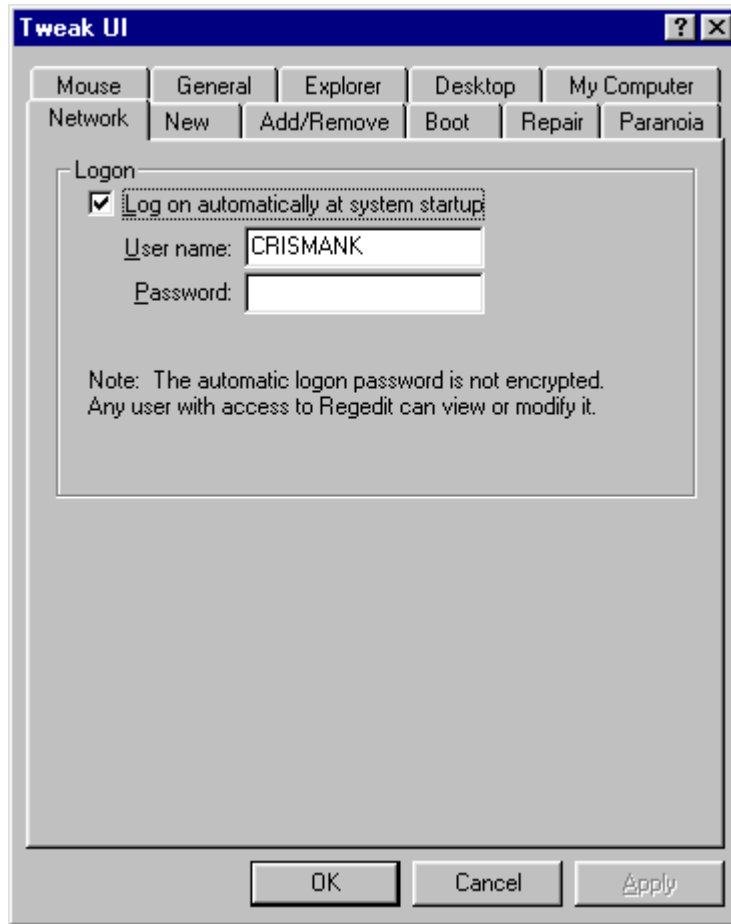 Tweak UI
Mouse General Explorer Desktop My Computer
Network New Add/Remove Boot Repair Paranoia
Logon
Log on automatically at system startup
User name: CRISMANK
Password:
Note: The automatic logon password is not encrypted.
Any user with access to Regedit can view or modify it.
OK Cancel Apply